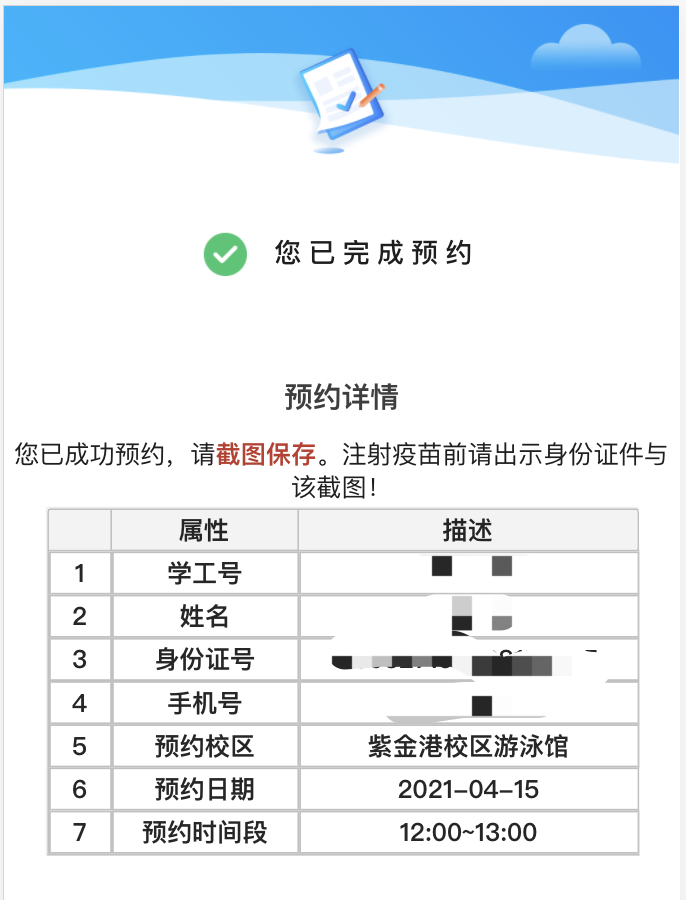 您已完成预约
预约详情
您已成功预约，请截图保存。注射疫苗前请出示身份证件与
该截图！
属性 描述
1 学工号
2 姓名
3 身份证号
4 手机号
5 预约校区 紫金港校区游泳馆
6 预约日期 2021-04-15
7 预约时间段 12:00~13:00